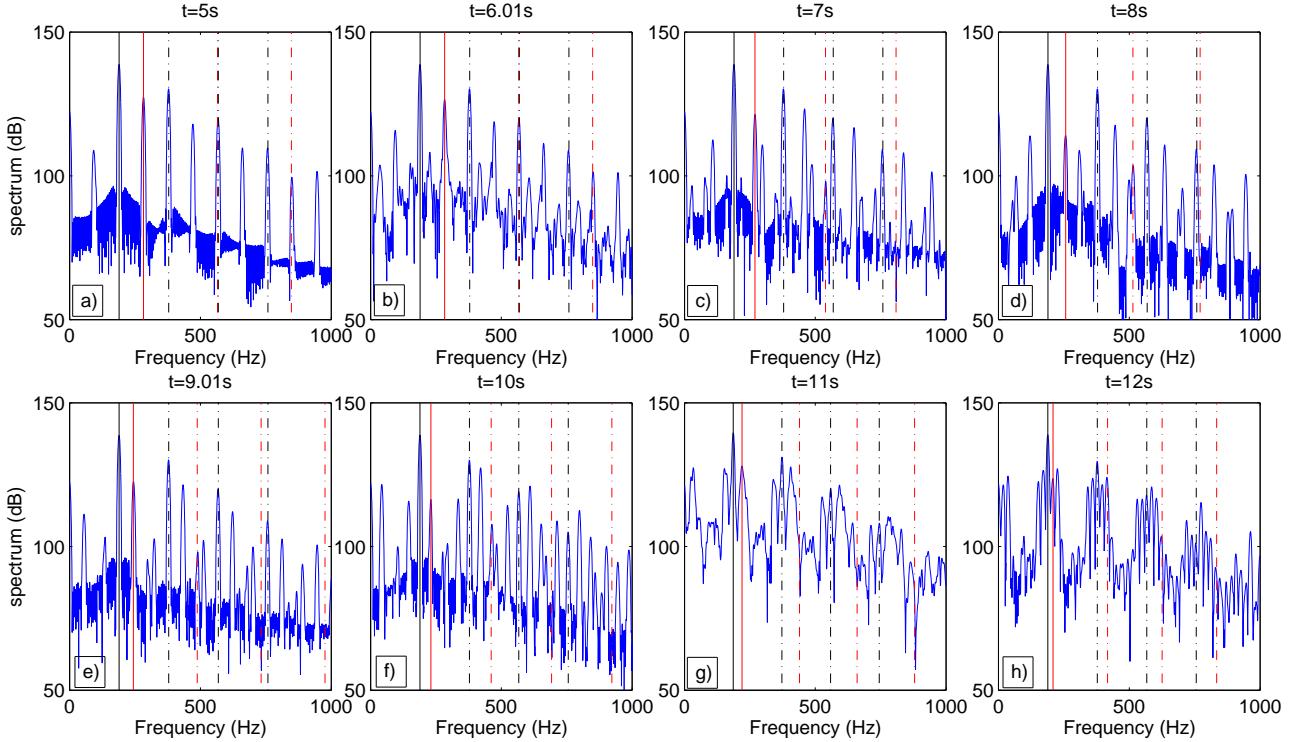 t=5s
t=6.01s
t=7s
t=8s
150
100
50
spectrum (dB)
a)
0
500
1000
Frequency (Hz)
150
100
50
b)
0
500
1000
Frequency (Hz)
150
100
50
c)
0
500
1000
Frequency (Hz)
150
100
50
d)
0
500
1000
Frequency (Hz)
t=9.01s
t=10s
t=11s
t=12s
150
100
50
spectrum (dB)
e)
0
500
1000
Frequency (Hz)
150
100
50
f)
0
500
1000
Frequency (Hz)
150
100
50
g)
0
500
1000
Frequency (Hz)
150
100
50
h)
0
500
1000
Frequency (Hz)